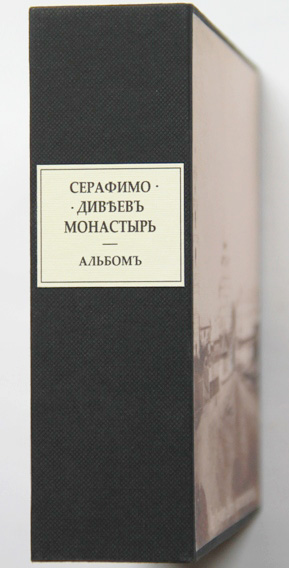 СЕРАФИМО·
·ДИВѢЕВЪ
МОНАСТЫРЬ
—
АЛЬБОМЪ